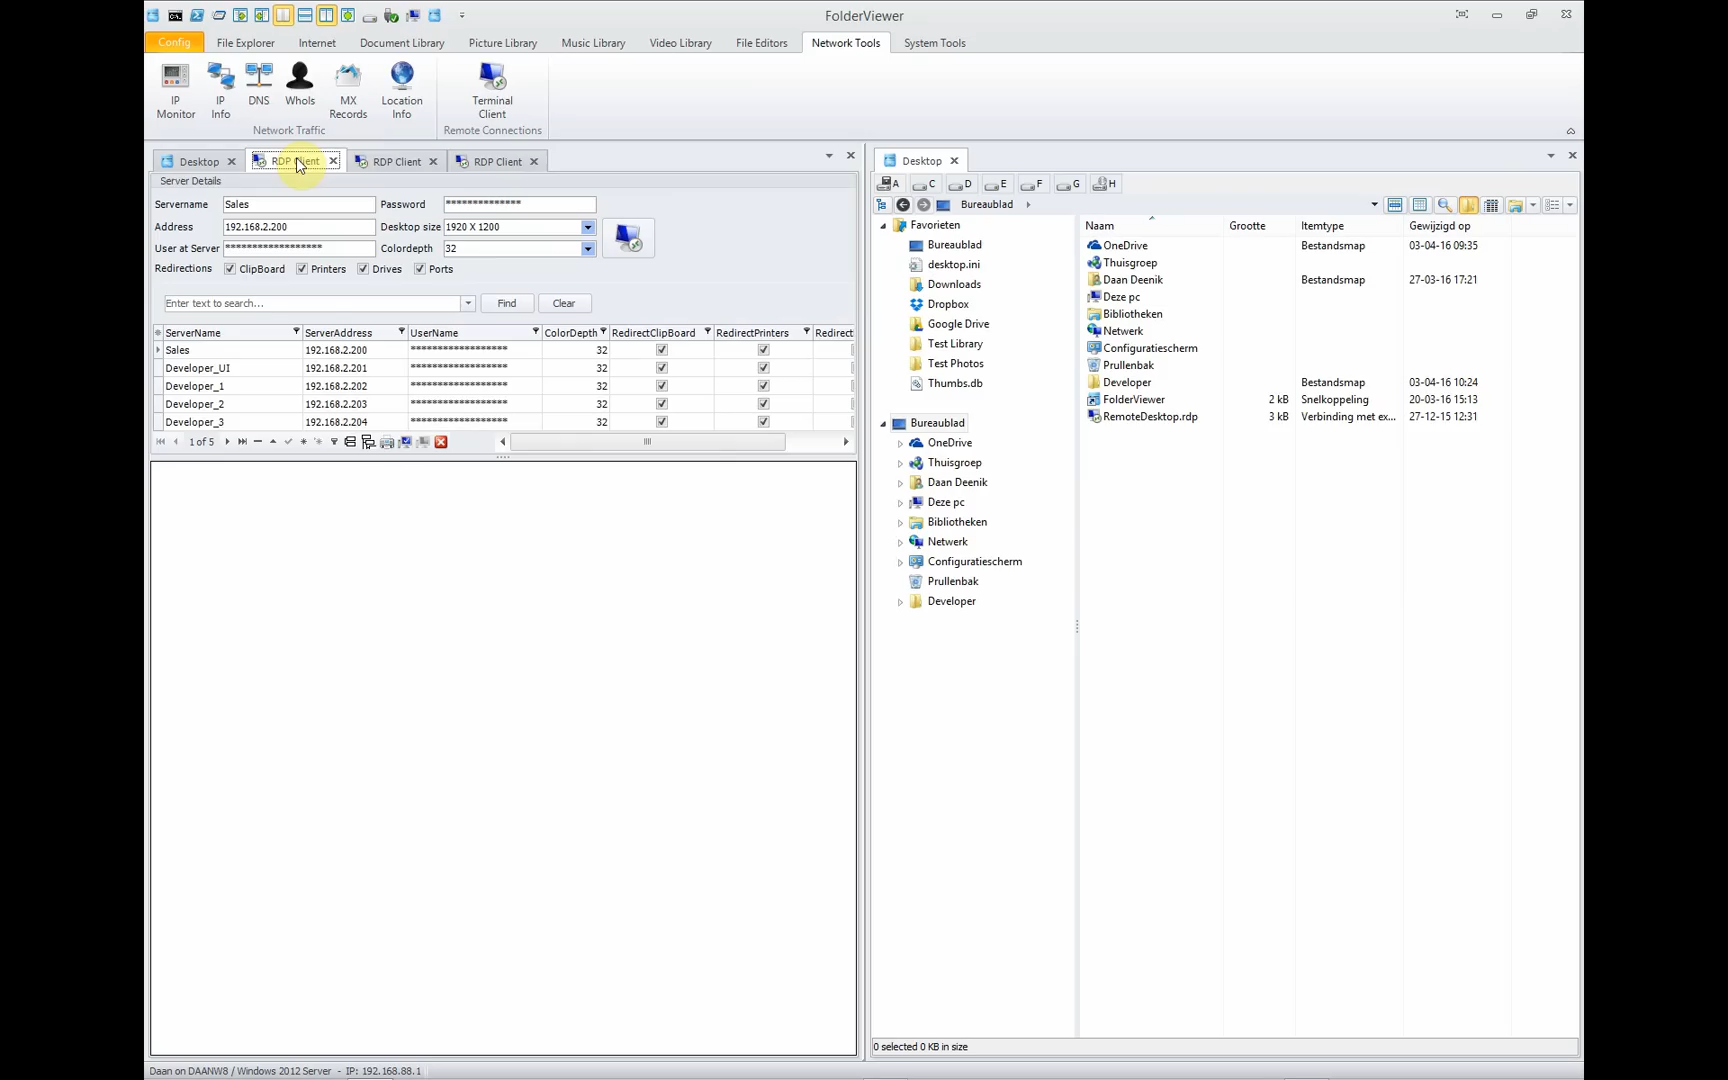 FolderViewer
Config File Explorer Internet Document Library Picture Library Music Library Video Library File Editors Network Tools System Tools
IP Monitor
IP Info
DNS
WhoIs
MX Records
Location Info
Terminal Client
Network Traffic
Remote Connections
Desktop RDP Client RDP Client RDP Client
Server Details
Servername Sales Password **************
Address 192.168.2.200 Desktop size 1920 X 1200
User at Server ****************** Colordepth 32
Redirections ClipBoard Printers Drives Ports
Enter text to search... Find Clear
ServerName ServerAddress UserName ColorDepth RedirectClipBoard RedirectPrinters Redirect
Sales 192.168.2.200 ****************** 32
Developer_UI 192.168.2.201 ****************** 32
Developer_1 192.168.2.202 ****************** 32
Developer_2 192.168.2.203 ****************** 32
Developer_3 192.168.2.204 ****************** 32
1 of 5
Desktop
A C D E F G H
Bureaublad
Favorieten
Bureaublad
desktop.ini
Downloads
Dropbox
Google Drive
Test Library
Test Photos
Thumbs.db
Bureaublad
OneDrive
Thuisgroep
Daan Deenik
Deze pc
Bibliotheken
Netwerk
Configuratiescherm
Prullenbak
Developer
Naam Grootte Itemtype Gewijzigd op
OneDrive Bestandsmap 03-04-16 09:35
Thuisgroep
Daan Deenik Bestandsmap 27-03-16 17:21
Deze pc
Bibliotheken
Netwerk
Configuratiescherm
Prullenbak
Developer Bestandsmap 03-04-16 10:24
FolderViewer 2 kB Snelkoppeling 20-03-16 15:13
RemoteDesktop.rdp 3 kB Verbinding met ex... 27-12-15 12:31
0 selected 0 KB in size
Daan on DAANW8 / Windows 2012 Server - IP: 192.168.88.1